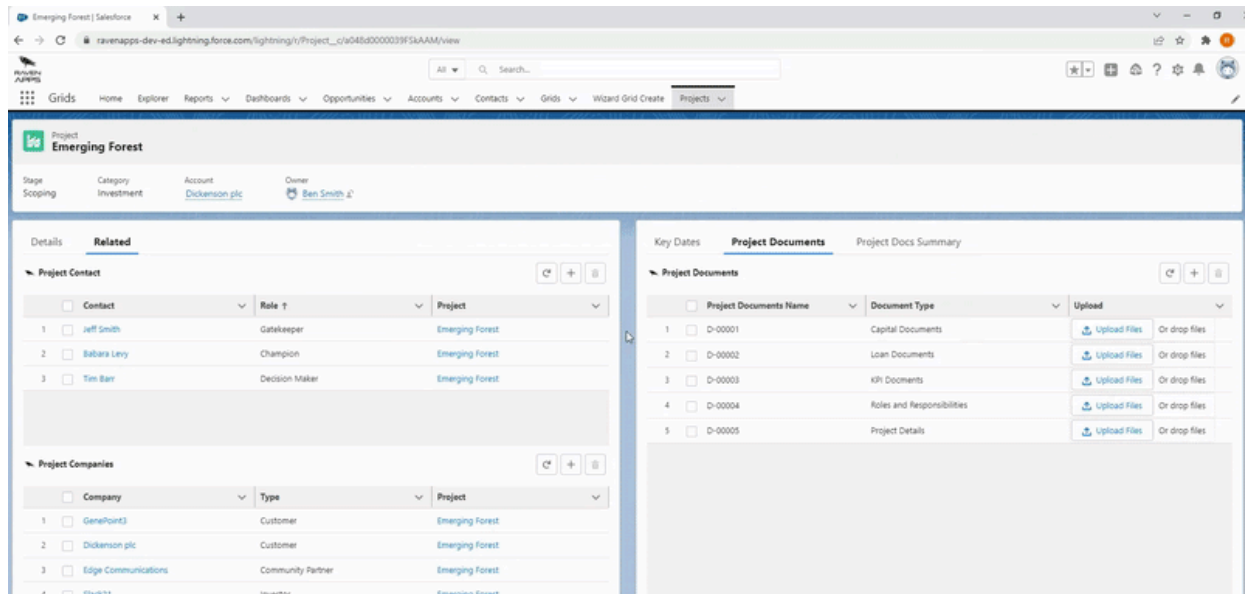 Emerging Forest | Salesforce
ravenapps-dev-ed.lightning.force.com/lightning/r/Project__c/a048d0000039FSkAAM/view
RAVEN
APPS
All Search...
Grids Home Explorer Reports Dashboards Opportunities Accounts Contacts Grids Wizard Grid Create Projects
Project
Emerging Forest
Stage Category Account Owner
Scoping Investment Dickenson plc Ben Smith
Details Related
Project Contact
Contact Role ↑ Project
1 Jeff Smith Gatekeeper Emerging Forest
2 Babara Levy Champion Emerging Forest
3 Tim Barr Decision Maker Emerging Forest
Project Companies
Company Type Project
1 GenePoint3 Customer Emerging Forest
2 Dickenson plc Customer Emerging Forest
3 Edge Communications Community Partner Emerging Forest
Key Dates Project Documents Project Docs Summary
Project Documents
Project Documents Name Document Type Upload
1 D-00001 Capital Documents Upload Files Or drop files
2 D-00002 Loan Documents Upload Files Or drop files
3 D-00003 KPI Dooments Upload Files Or drop files
4 D-00004 Roles and Responsibilities Upload Files Or drop files
5 D-00005 Project Details Upload Files Or drop files